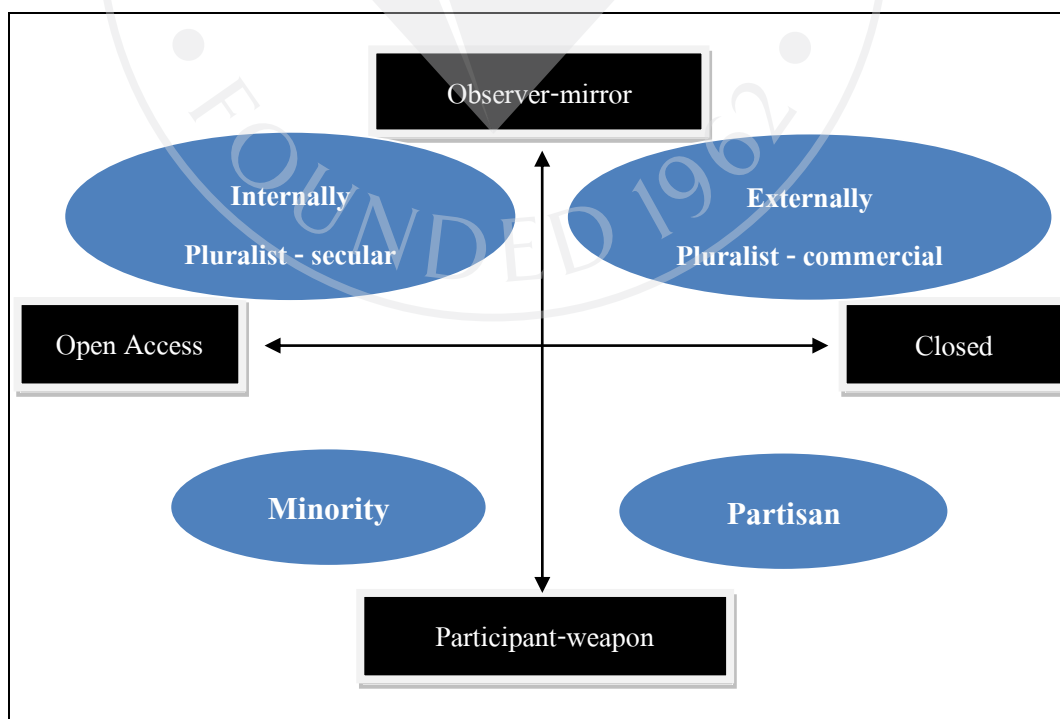 Observer-mirror
Internally
Pluralist - secular
Externally
Pluralist - commercial
FOUNDED 1962
Open Access
Closed
Minority
Partisan
Participant-weapon